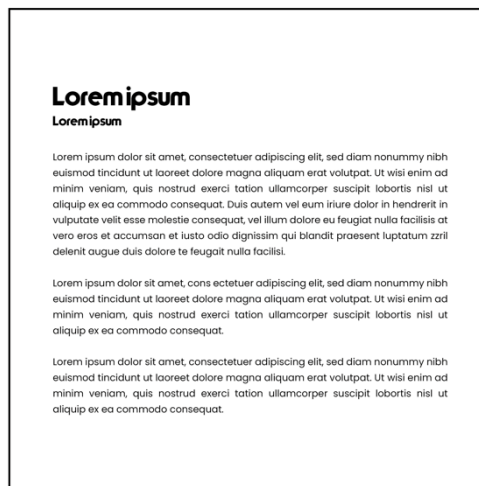 Lorem ipsum
Lorem ipsum
Lorem ipsum dolor sit amet, consectetuer adipiscing elit, sed diam nonummy nibh
euismod tincidunt ut laoreet dolore magna aliquam erat volutpat. Ut wisi enim ad
minim veniam, quis nostrud exerci tation ullamcorper suscipit lobortis nisl ut
aliquip ex ea commodo consequat. Duis autem vel eum iriure dolor in hendrerit in
vulputate velit esse molestie consequat, vel illum dolore eu feugiat nulla facilisis at
vero eros et accumsan et iusto odio dignissim qui blandit praesent luptatum zzril
delenit augue duis dolore te feugait nulla facilisi.
Lorem ipsum dolor sit amet, cons ectetuer adipiscing elit, sed diam nonummy nibh
euismod tincidunt ut laoreet dolore magna aliquam erat volutpat. Ut wisi enim ad
minim veniam, quis nostrud exerci tation ullamcorper suscipit lobortis nisl ut
aliquip ex ea commodo consequat.
Lorem ipsum dolor sit amet, consectetuer adipiscing elit, sed diam nonummy nibh
euismod tincidunt ut laoreet dolore magna aliquam erat volutpat. Ut wisi enim ad
minim veniam, quis nostrud exerci tation ullamcorper suscipit lobortis nisl ut
aliquip ex ea commodo consequat.